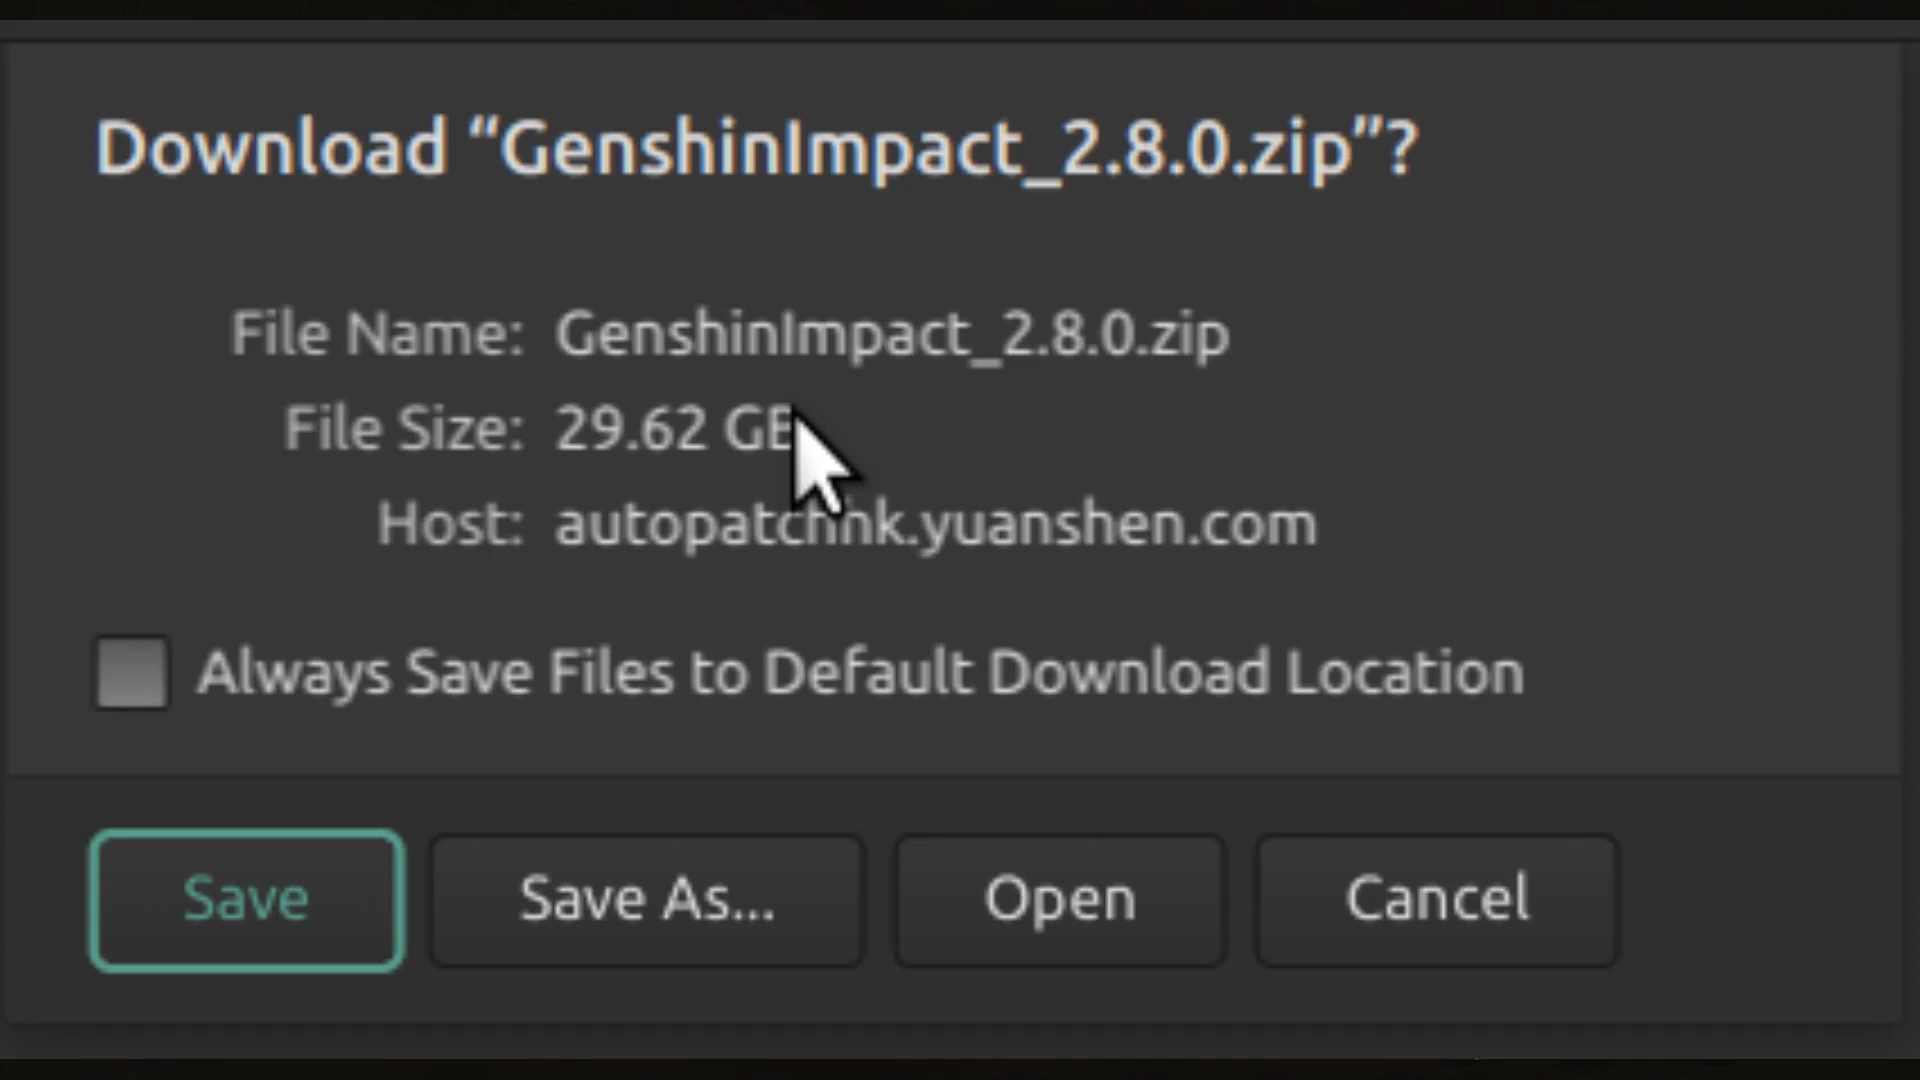 Download “GenshinImpact_2.8.0.zip”?
File Name: GenshinImpact_2.8.0.zip
File Size: 29.62 GB
Host: autopatchhk.yuanshen.com
Always Save Files to Default Download Location
Save
Save As...
Open
Cancel